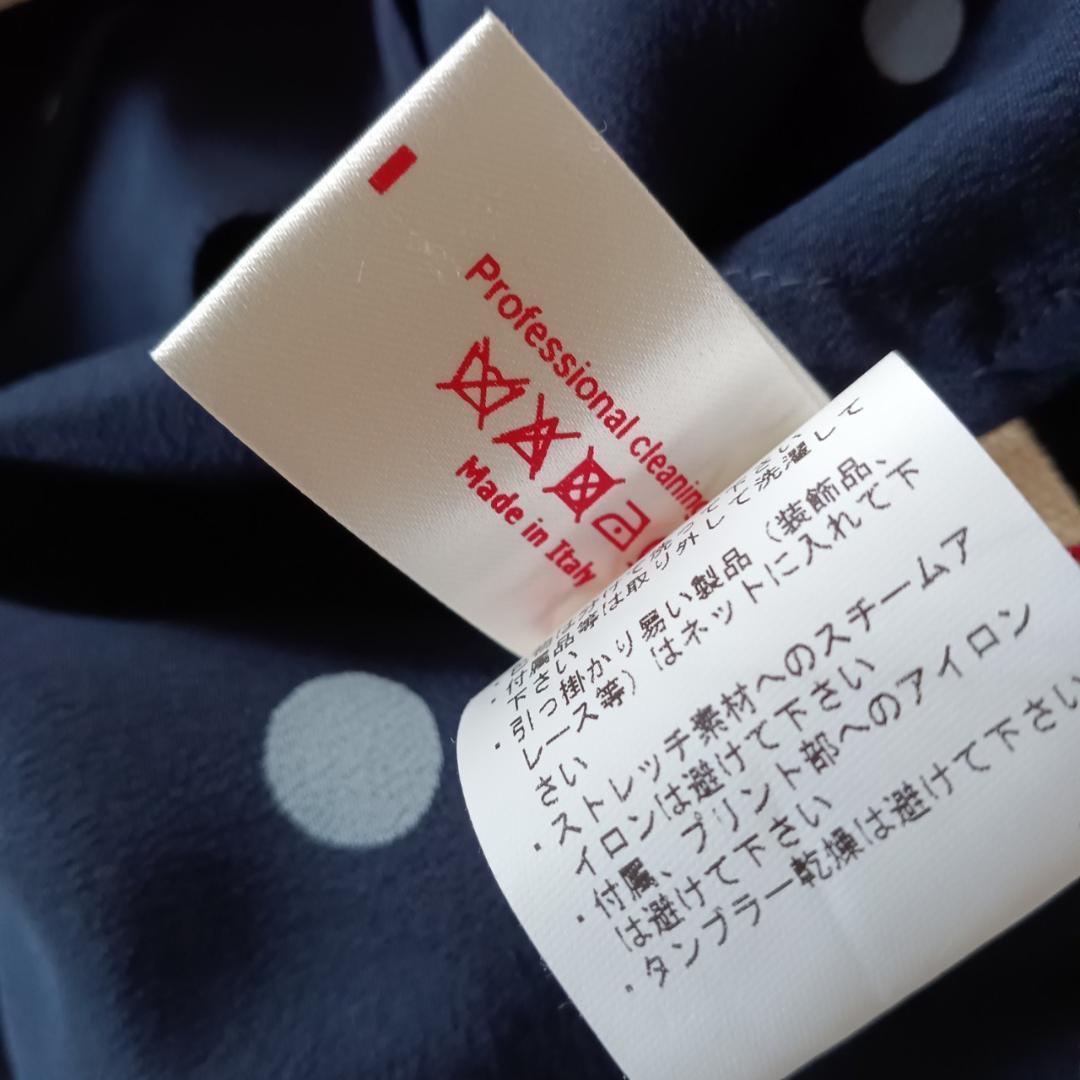 Professional cleaning
Made in Italy
付属品等は取り外して洗濯して
下さい
・引っ掛かり易い製品（装飾品、
レース等）はネットに入れて下
さい
・ストレッチ素材へのスチームア
イロンは避けて下さい
・付属、プリント部へのアイロン
は避けて下さい
・タンブラー乾燥は避けて下さい